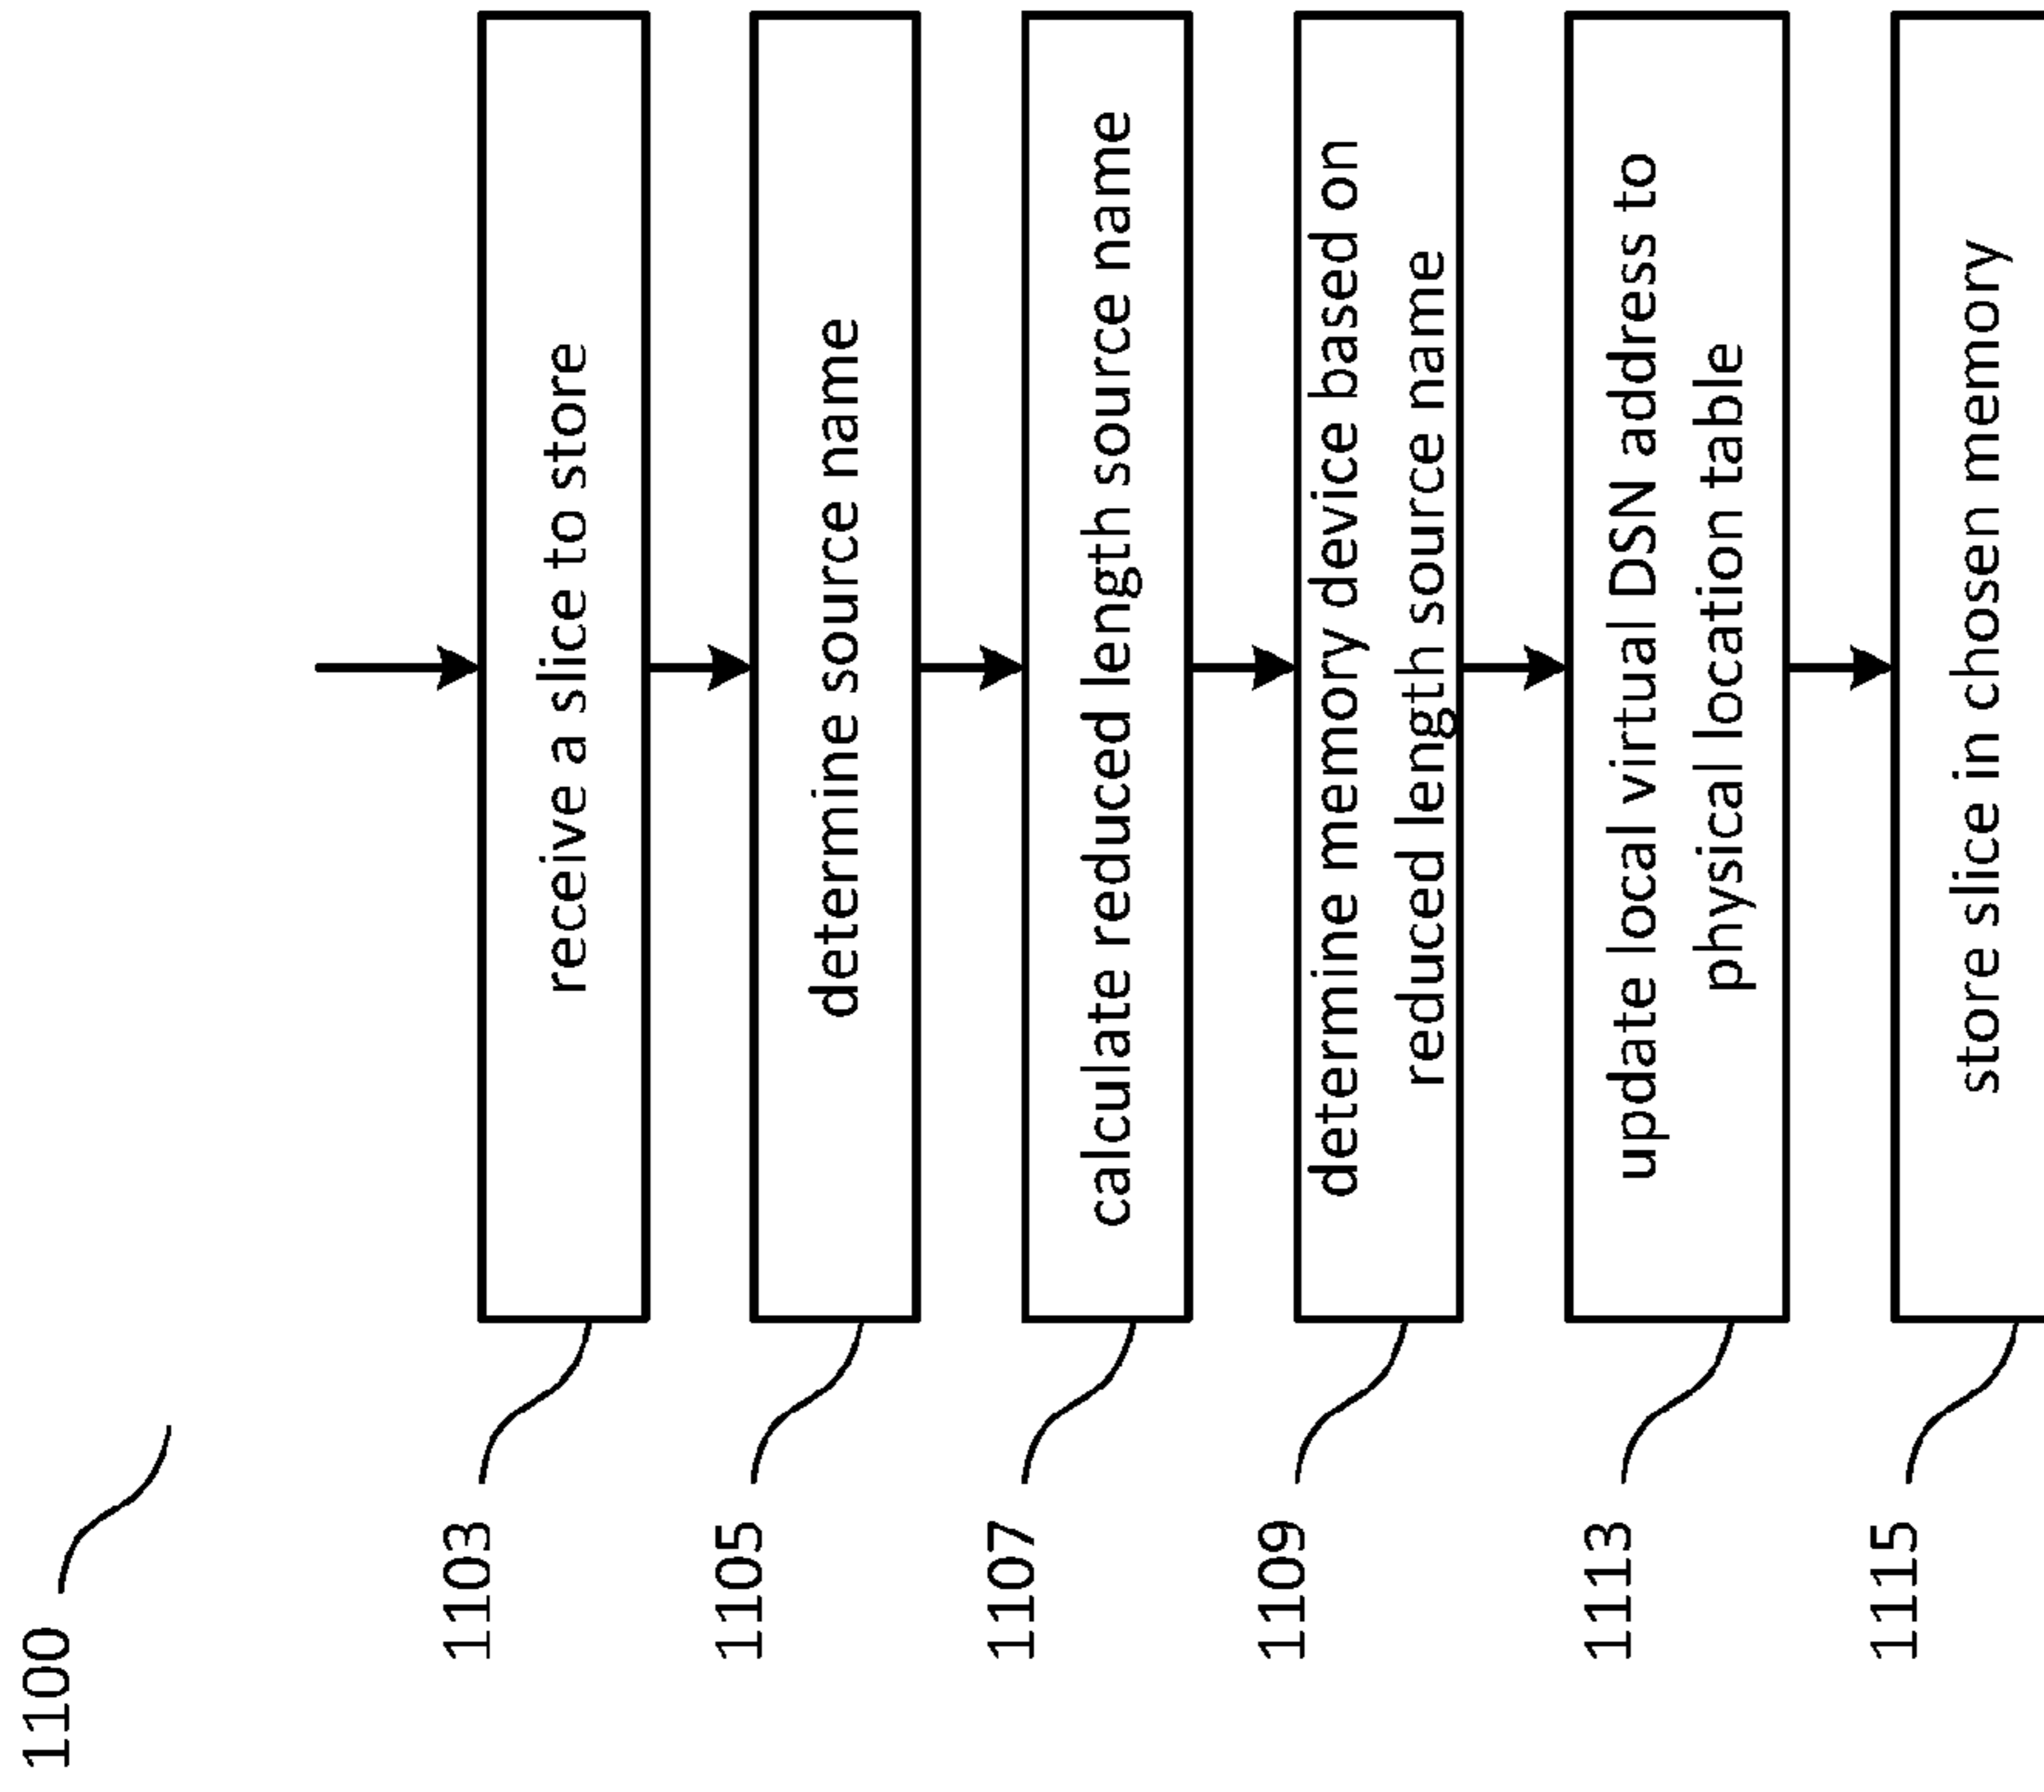 1100
1103
receive a slice to store
1105
determine source name
1107
calculate reduced length source name
1109
determine memory device based on
reduced length source name
1113
update local virtual DSN address to
physical location table
1115
store slice in chosen memory